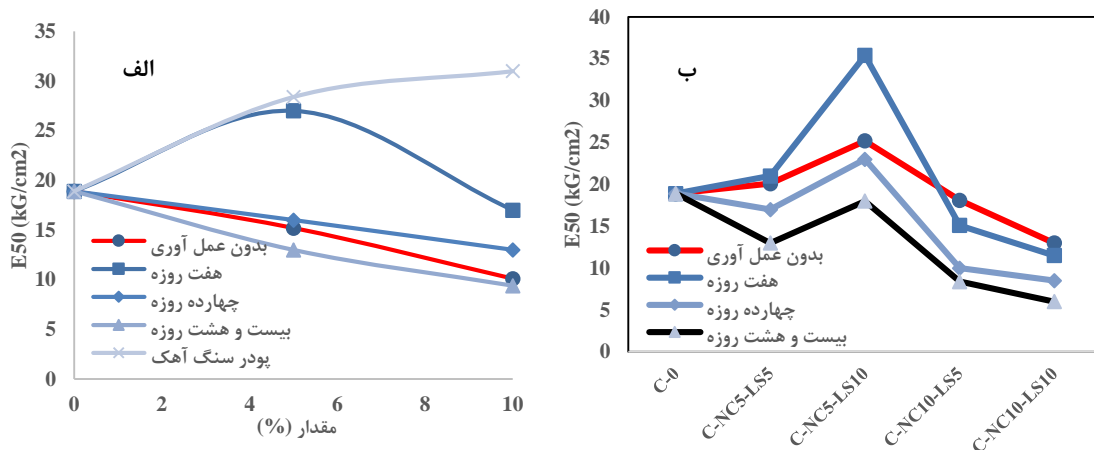 الف
E50 (kG/cm2)
35
30
25
20
15
10
5
0
0
2
4
6
8
10
مقدار (%)
بدون عمل آوری
هفت روزه
چهارده روزه
بیست و هشت روزه
پودر سنگ آهک
ب
E50 (kG/cm2)
40
35
30
25
20
15
10
5
0
C-0
C-NC5-LS5
C-NC5-LS10
C-NC10-LS5
C-NC10-LS10
بدون عمل آوری
هفت روزه
چهارده روزه
بیست و هشت روزه